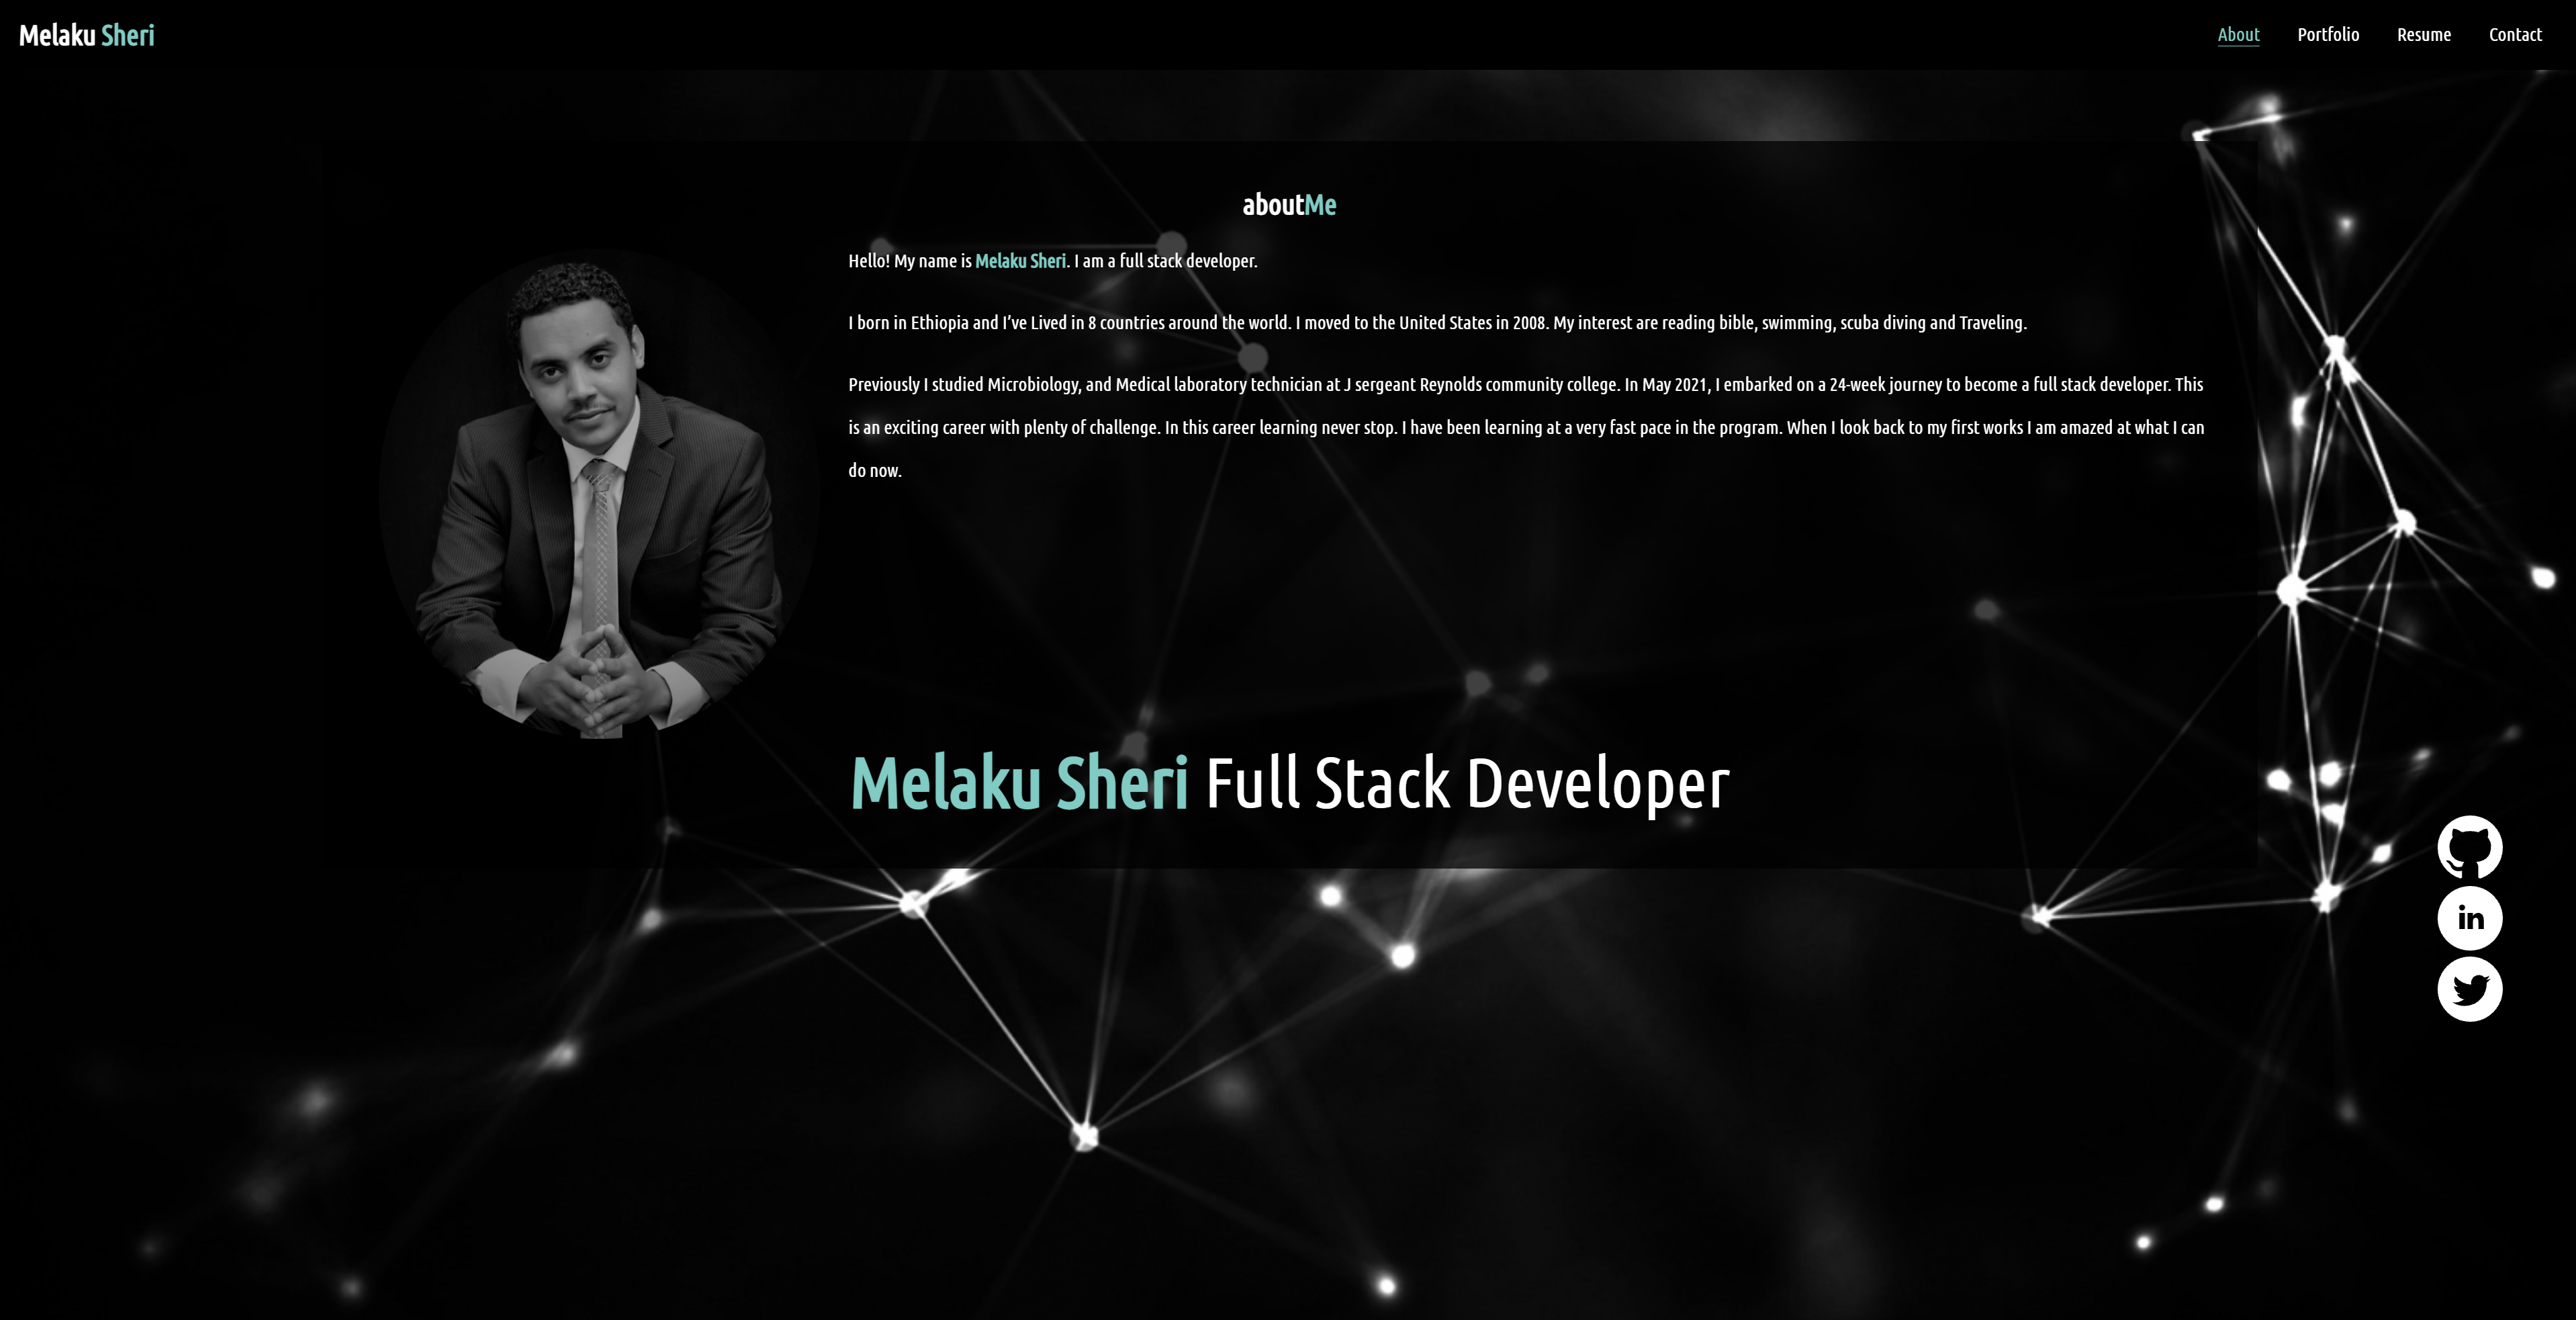 Melaku Sheri
About Portfolio Resume Contact
aboutMe
Hello! My name is Melaku Sheri. I am a full stack developer.
I born in Ethiopia and I’ve Lived in 8 countries around the world. I moved to the United States in 2008. My interest are reading bible, swimming, scuba diving and Traveling.
Previously I studied Microbiology, and Medical laboratory technician at J sergeant Reynolds community college. In May 2021, I embarked on a 24-week journey to become a full stack developer. This
is an exciting career with plenty of challenge. In this career learning never stop. I have been learning at a very fast pace in the program. When I look back to my first works I am amazed at what I can
do now.
Melaku Sheri Full Stack Developer
in